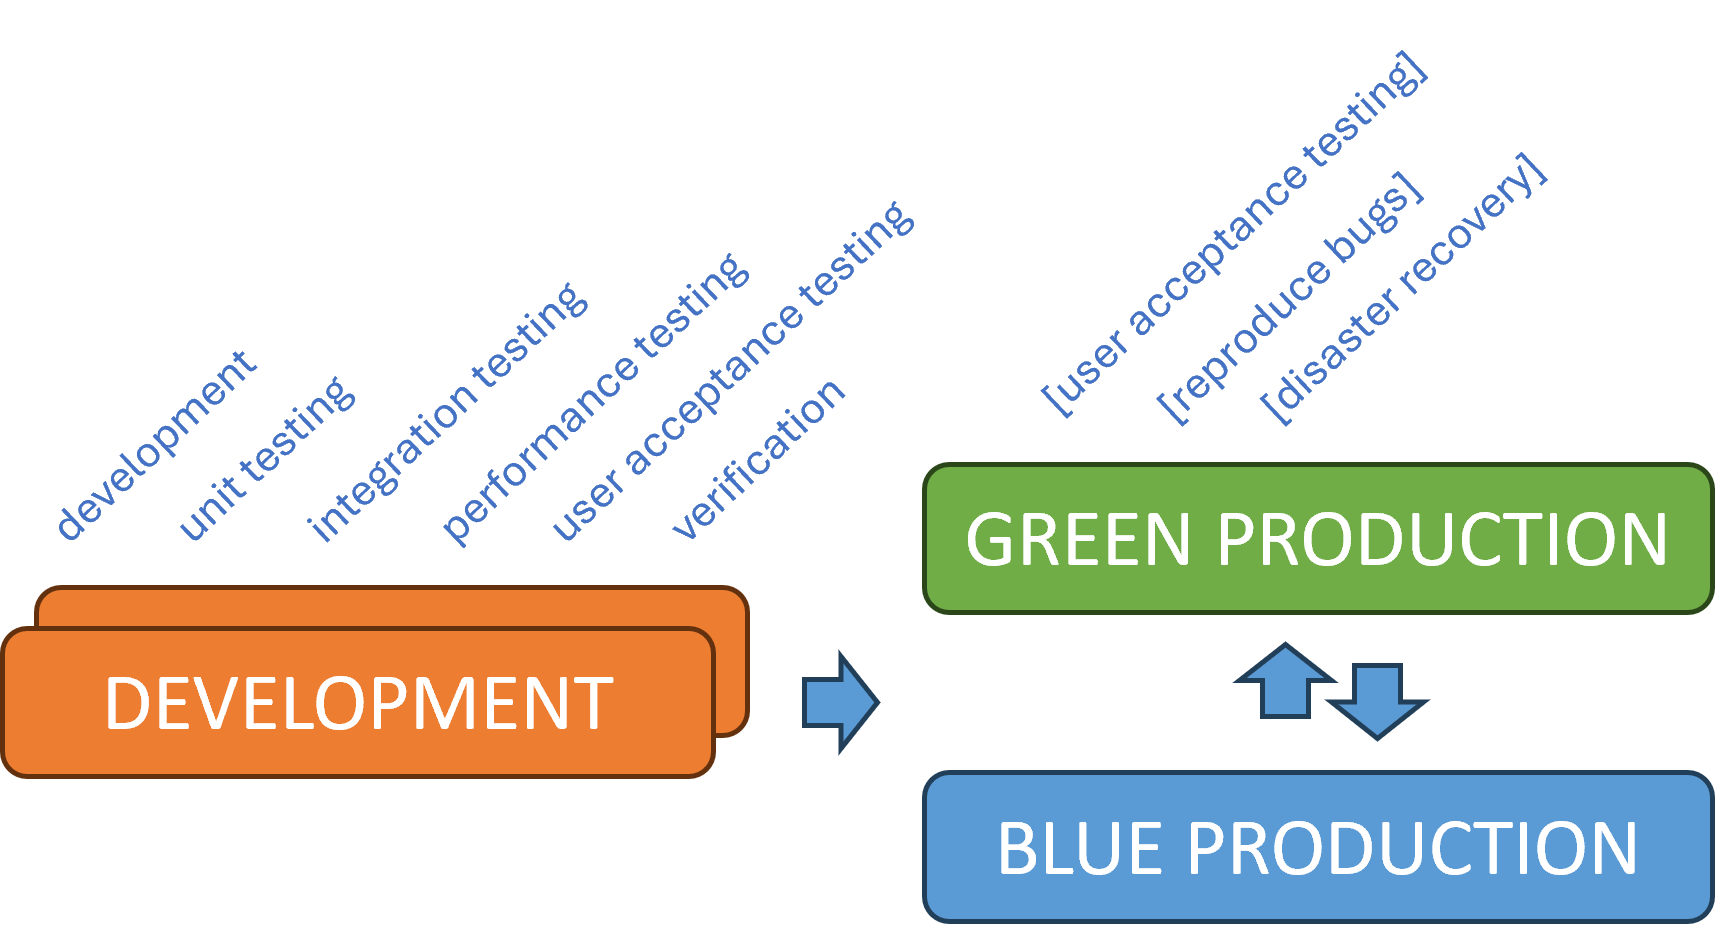 development
unit testing
integration testing
performance testing
user acceptance testing
verification
DEVELOPMENT
[user acceptance testing]
[reproduce bugs]
[disaster recovery]
GREEN PRODUCTION
BLUE PRODUCTION